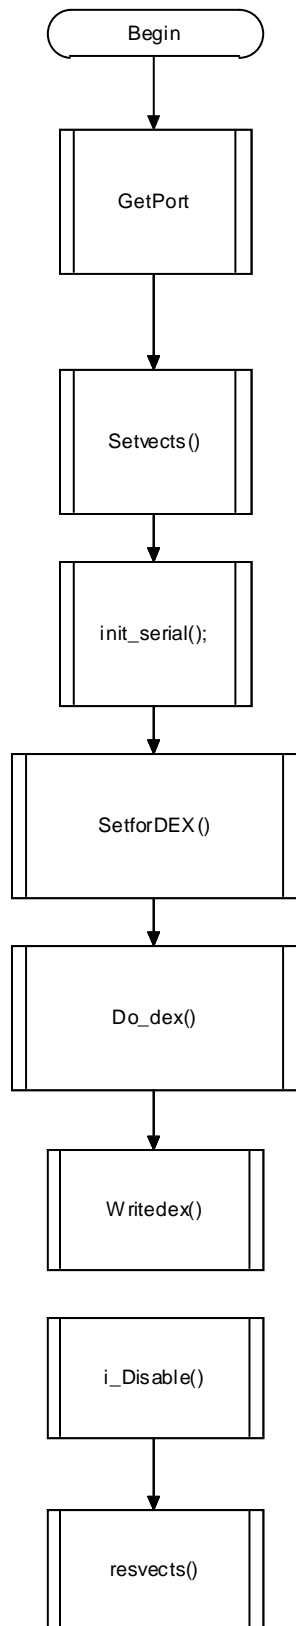 Begin
GetPort
Setvects()
init_serial();
SetforDEX()
Do_dex()
Writedex()
i_Disable()
resvects()